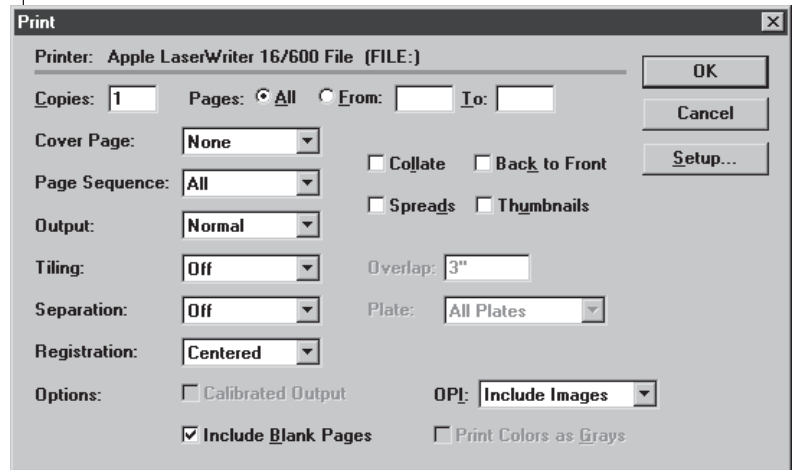 Print
Printer: Apple LaserWriter 16/600 File (FILE:)
OK
Copies: 1 Pages: All From: To:
Cancel
Cover Page: None
Collate Back to Front
Setup...
Page Sequence: All
Spreads Thumbnails
Output: Normal
Tiling: Off Overlap: 3"
Separation: Off Plate: All Plates
Registration: Centered
Options: Calibrated Output OPI: Include Images
Include Blank Pages Print Colors as Grays